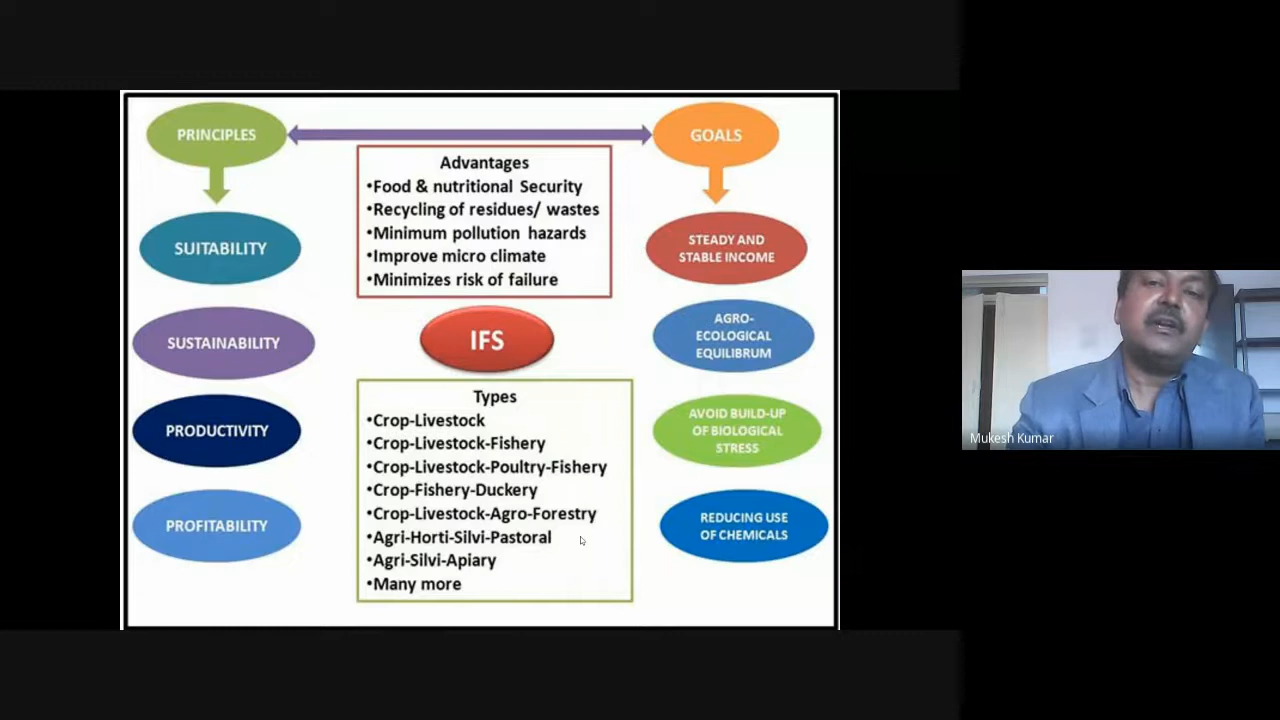 PRINCIPLES
GOALS
Advantages
•Food & nutritional Security
•Recycling of residues/ wastes
•Minimum pollution hazards
•Improve micro climate
•Minimizes risk of failure
SUITABILITY
SUSTAINABILITY
PRODUCTIVITY
PROFITABILITY
IFS
Types
•Crop-Livestock
•Crop-Livestock-Fishery
•Crop-Livestock-Poultry-Fishery
•Crop-Fishery-Duckery
•Crop-Livestock-Agro-Forestry
•Agri-Horti-Silvi-Pastoral
•Agri-Silvi-Apiary
•Many more
STEADY AND
STABLE INCOME
AGRO-
ECOLOGICAL
EQUILIBRUM
AVOID BUILD-UP
OF BIOLOGICAL
STRESS
REDUCING USE
OF CHEMICALS
Mukesh Kumar